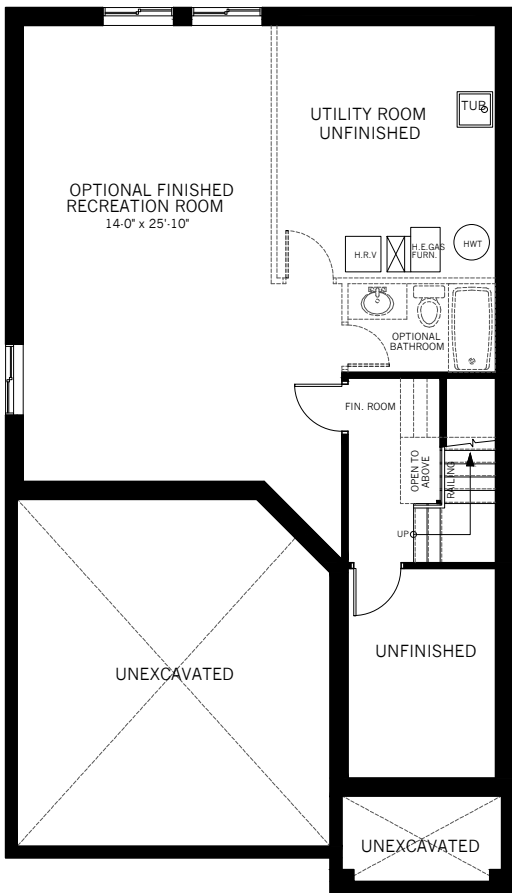 UTILITY ROOM
UNFINISHED
TUB
OPTIONAL FINISHED
RECREATION ROOM
14-0" x 25'-10"
H.R.V
H.E.GAS
FURN.
HWT
OPTIONAL
BATHROOM
FIN. ROOM
OPEN TO
ABOVE
RAILING
UP
UNFINISHED
UNEXCAVATED
UNEXCAVATED